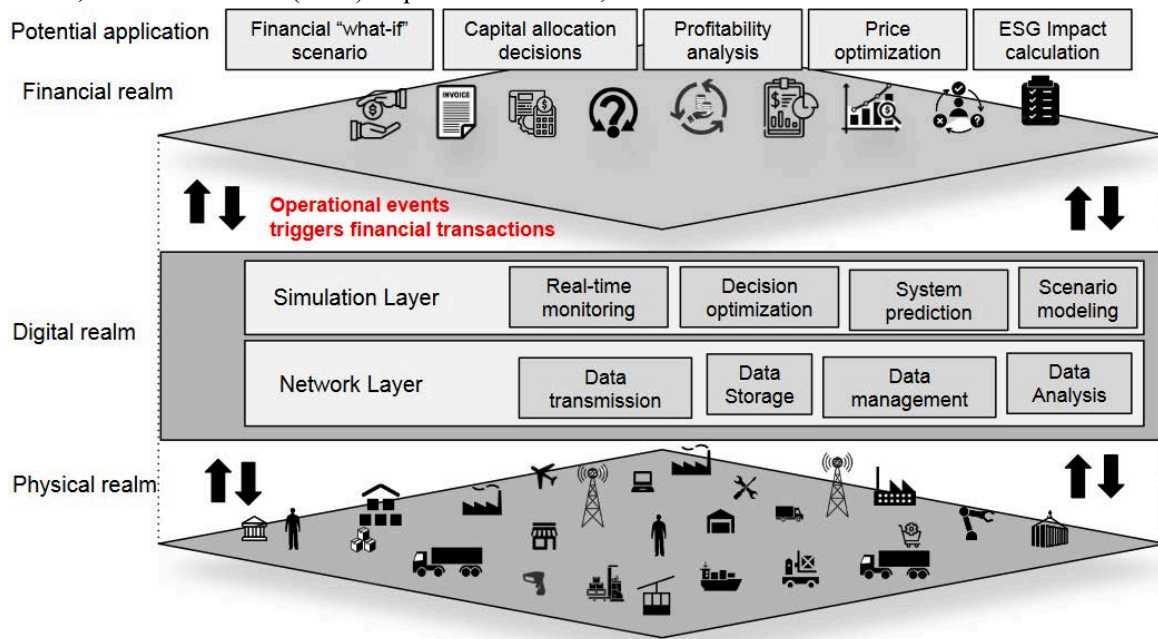 Potential application
Financial “what-if”
scenario
Capital allocation
decisions
Profitability
analysis
Price
optimization
ESG Impact
calculation
Financial realm
INVOICE
Operational events
triggers financial transactions
Digital realm
Simulation Layer
Real-time
monitoring
Decision
optimization
System
prediction
Scenario
modeling
Network Layer
Data
transmission
Data
Storage
Data
management
Data
Analysis
Physical realm